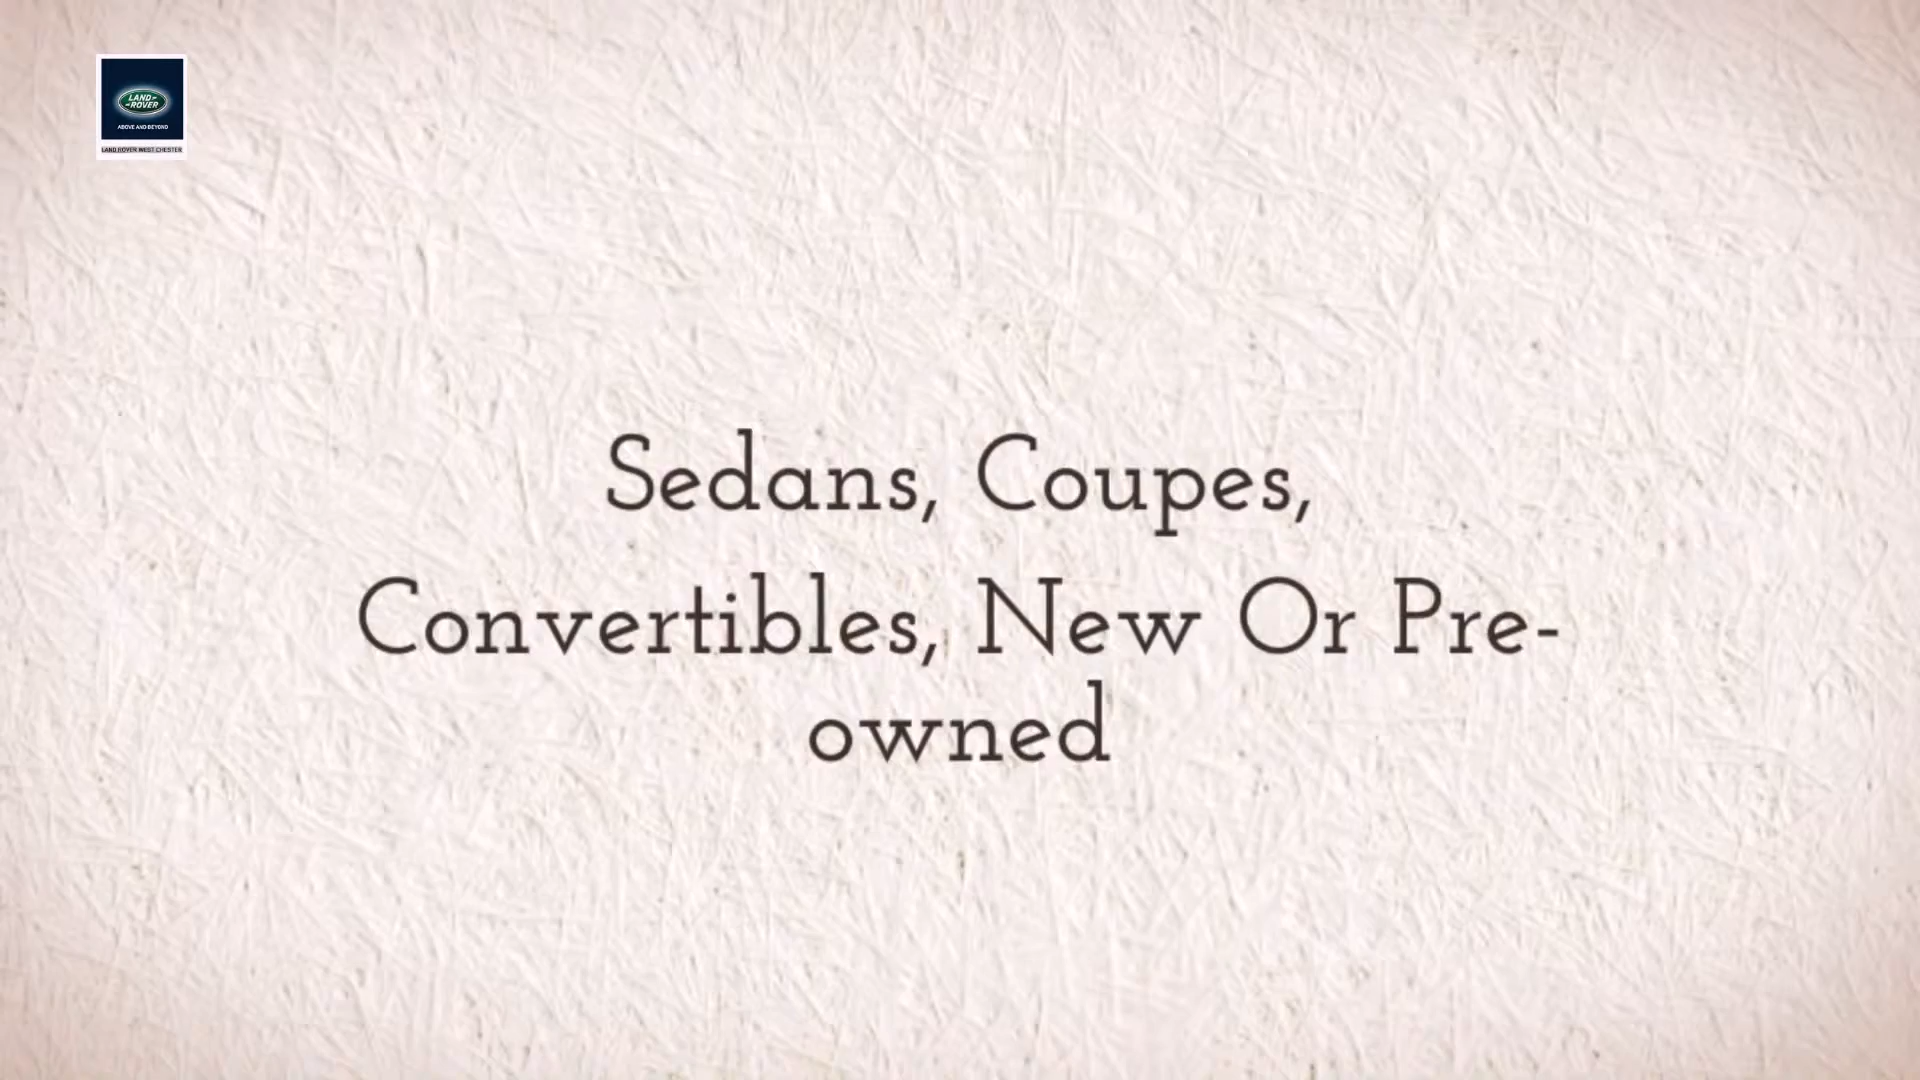 LAND-
-ROVER
ABOVE AND BEYOND
LAND ROVER WEST CHESTER
Sedans, Coupes,
Convertibles, New Or Pre-
owned